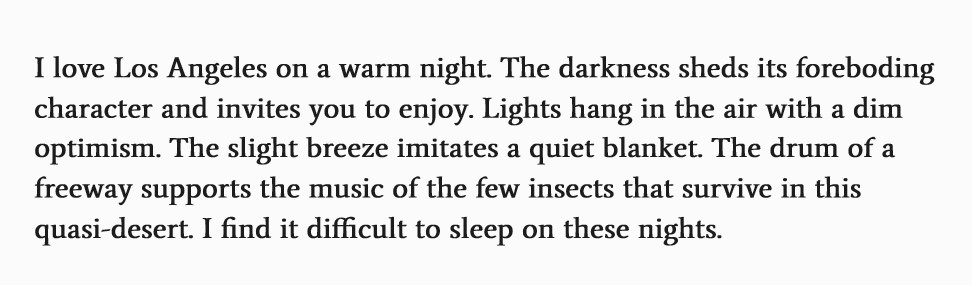 I love Los Angeles on a warm night. The darkness sheds its foreboding
character and invites you to enjoy. Lights hang in the air with a dim
optimism. The slight breeze imitates a quiet blanket. The drum of a
freeway supports the music of the few insects that survive in this
quasi-desert. I find it difficult to sleep on these nights.